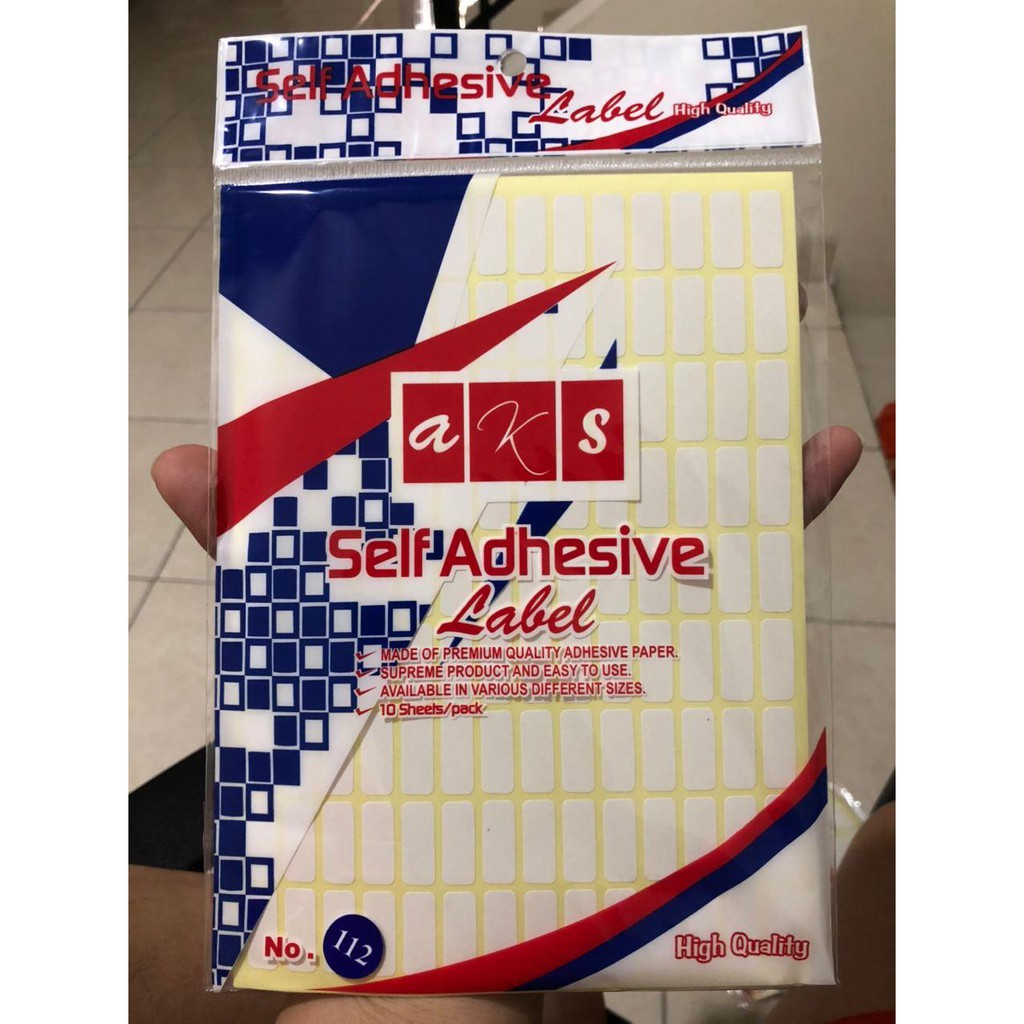 Self Adhesive
Label High Quality
aKs
Self Adhesive
Label
MADE OF PREMIUM QUALITY ADHESIVE PAPER.
SUPREME PRODUCT AND EASY TO USE.
AVAILABLE IN VARIOUS DIFFERENT SIZES.
10 Sheets/pack
No. 112
High Quality